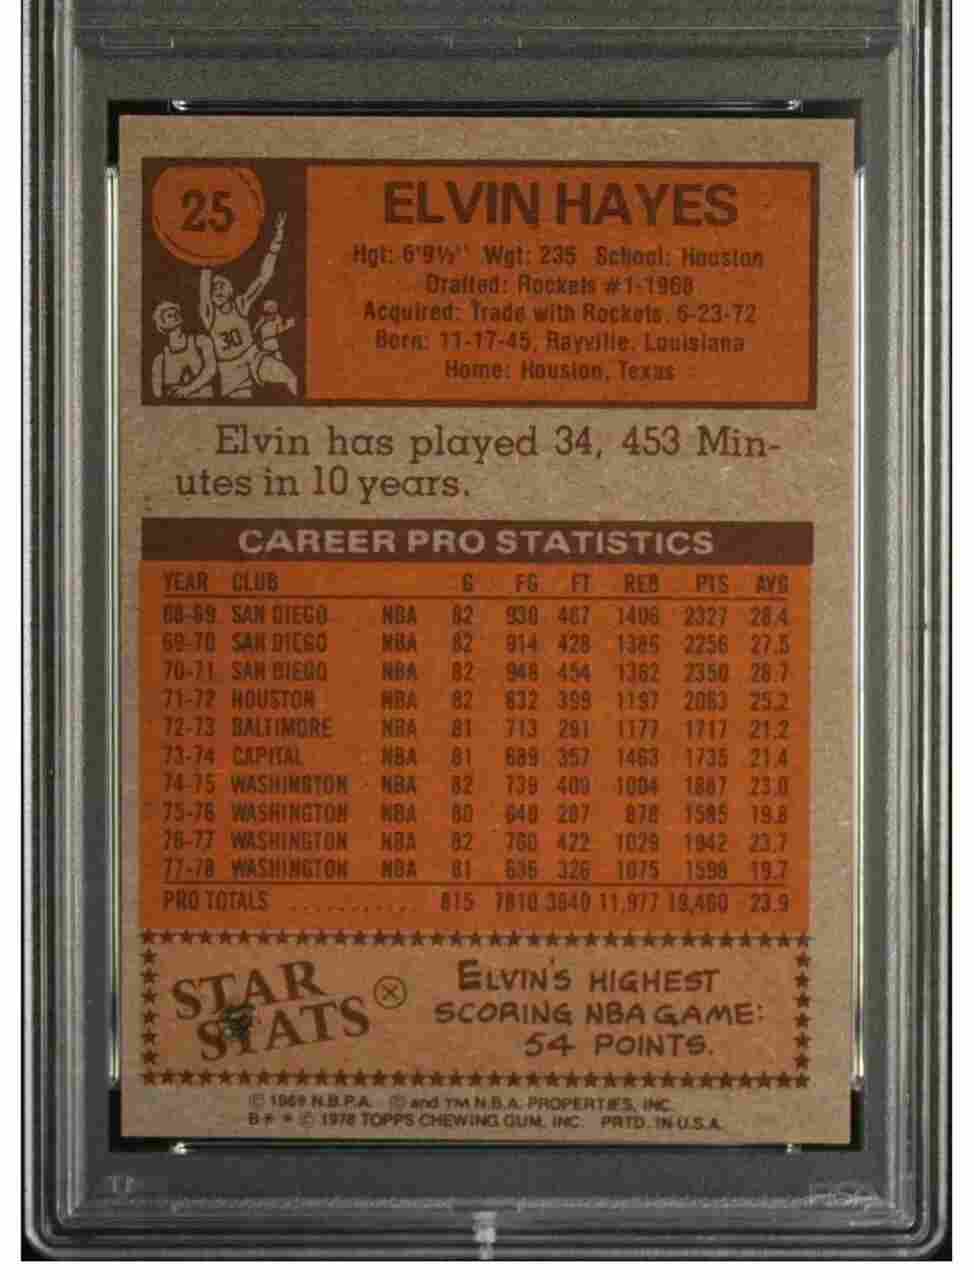 25
ELVIN HAYES
Hgt: 6'9½" Wgt: 235 School: Houston
Drafted: Rockets #1-1968
Acquired: Trade with Rockets, 6-23-72
Born: 11-17-45, Rayville, Louisiana
Home: Houston, Texas
30
Elvin has played 34, 453 Min-
utes in 10 years.
CAREER PRO STATISTICS
YEAR CLUB G FG FT REB PTS AVG
68-69 SAN DIEGO NBA 82 930 467 1406 2327 28.4
69-70 SAN DIEGO NBA 82 914 428 1386 2256 27.5
70-71 SAN DIEGO NBA 82 948 454 1362 2350 28.7
71-72 HOUSTON NBA 82 832 399 1197 2063 25.2
72-73 BALTIMORE NBA 81 713 291 1177 1717 21.2
73-74 CAPITAL NBA 81 689 357 1463 1735 21.4
74-75 WASHINGTON NBA 82 739 409 1004 1887 23.0
75-76 WASHINGTON NBA 80 649 287 878 1585 19.8
76-77 WASHINGTON NBA 82 760 422 1029 1942 23.7
77-78 WASHINGTON NBA 81 636 326 1075 1598 19.7
PRO TOTALS ............ 815 7810 3840 11,977 19,460 23.9
STAR
STATS
ELVIN'S HIGHEST
SCORING NBA GAME:
54 POINTS.
© 1969 N.B.P.A. © and TM N.B.A. PROPERTIES, INC.
B * * © 1978 TOPPS CHEWING GUM, INC. PRTD. IN U.S.A.
PSA